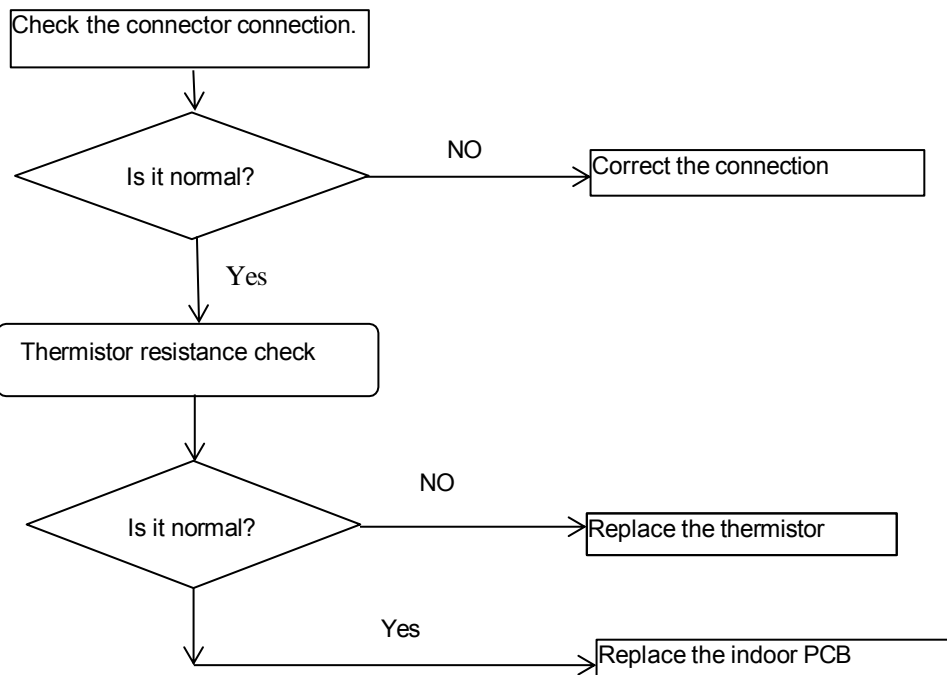 Check the connector connection.
NO
Is it normal?
Correct the connection
Yes
Thermistor resistance check
NO
Is it normal?
Replace the thermistor
Yes
Replace the indoor PCB